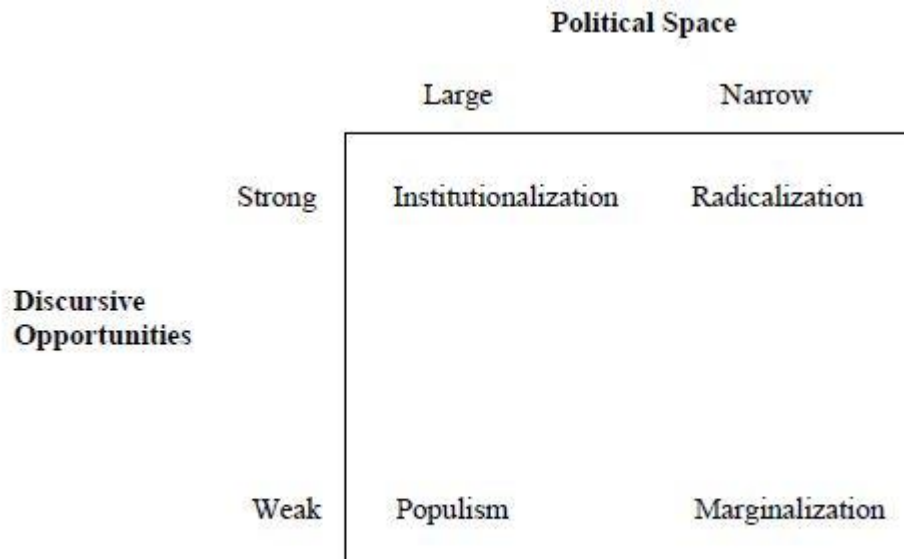 Political Space
Large Narrow
Strong Institutionalization Radicalization
Discursive
Opportunities
Weak Populism Marginalization